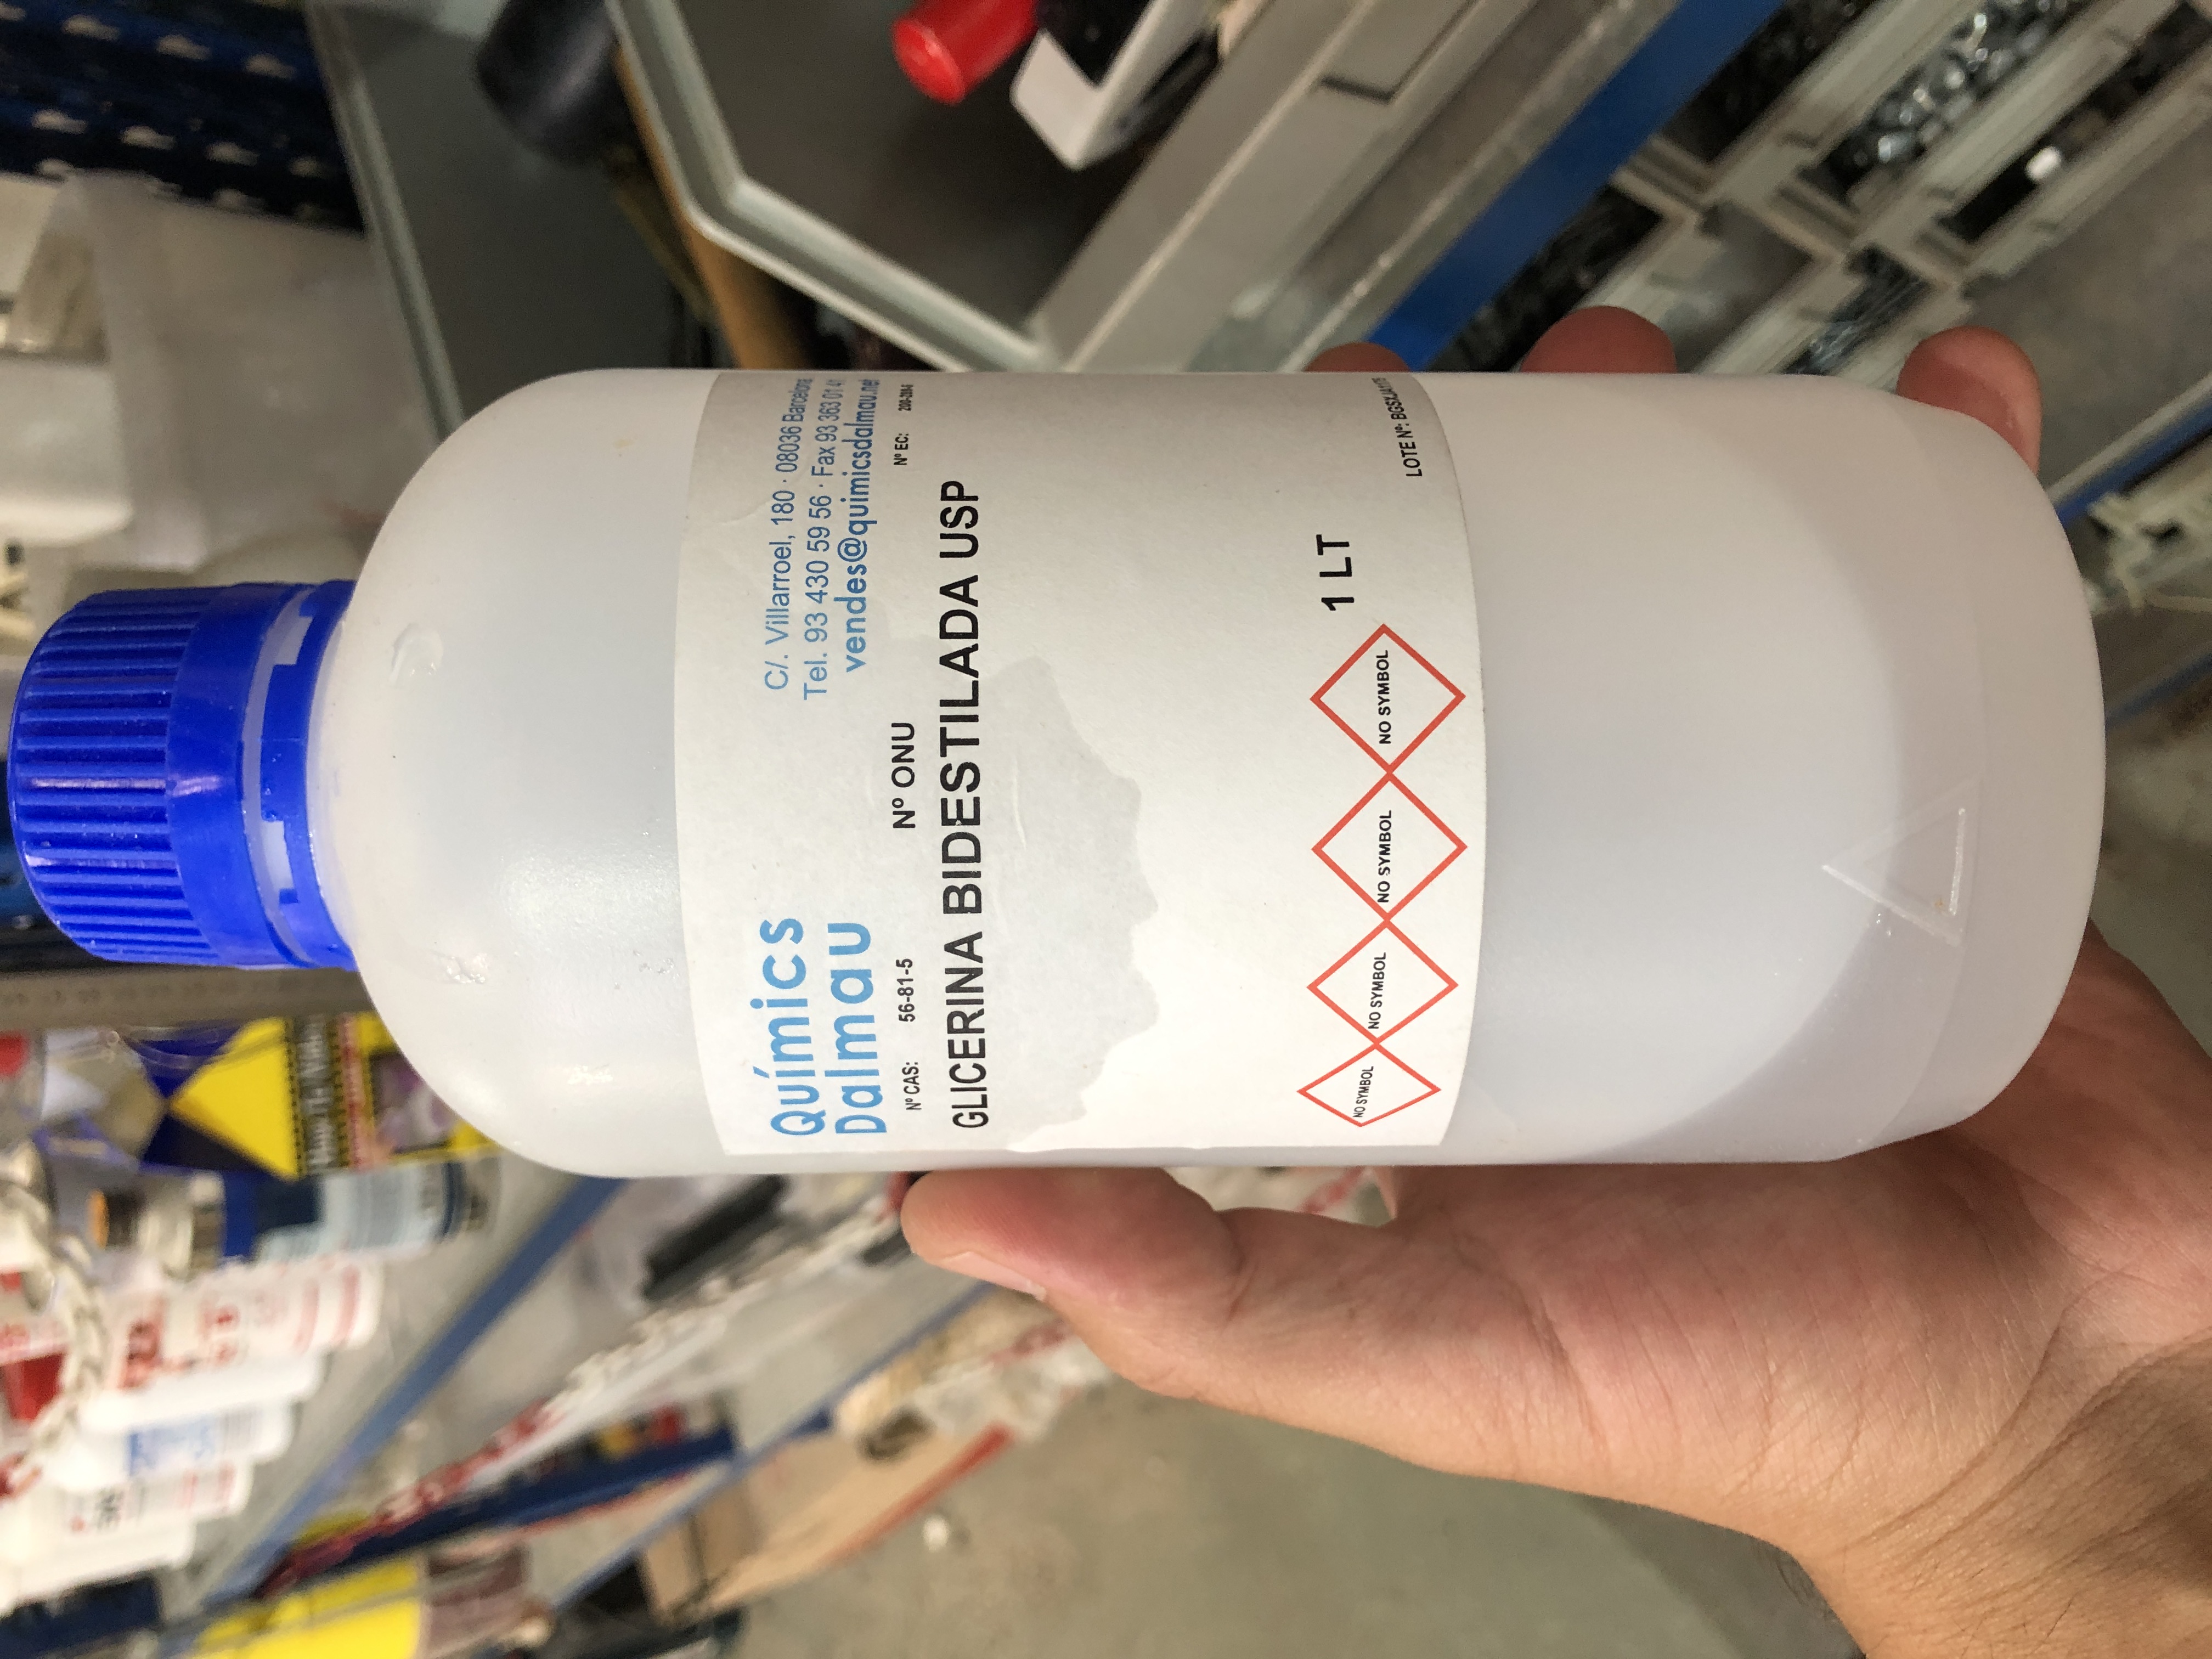 Químics
Dalmau
C/. Villarroel, 180 · 08036 Barcelona
Tel. 93 430 59 56 · Fax 93 363 01 41
vendes@quimicsdalmau.net
Nº CAS: 56-81-5 Nº ONU Nº EC:
GLICERINA BIDESTILADA USP
NO SYMBOL NO SYMBOL NO SYMBOL NO SYMBOL
1 LT
LOTE Nº: